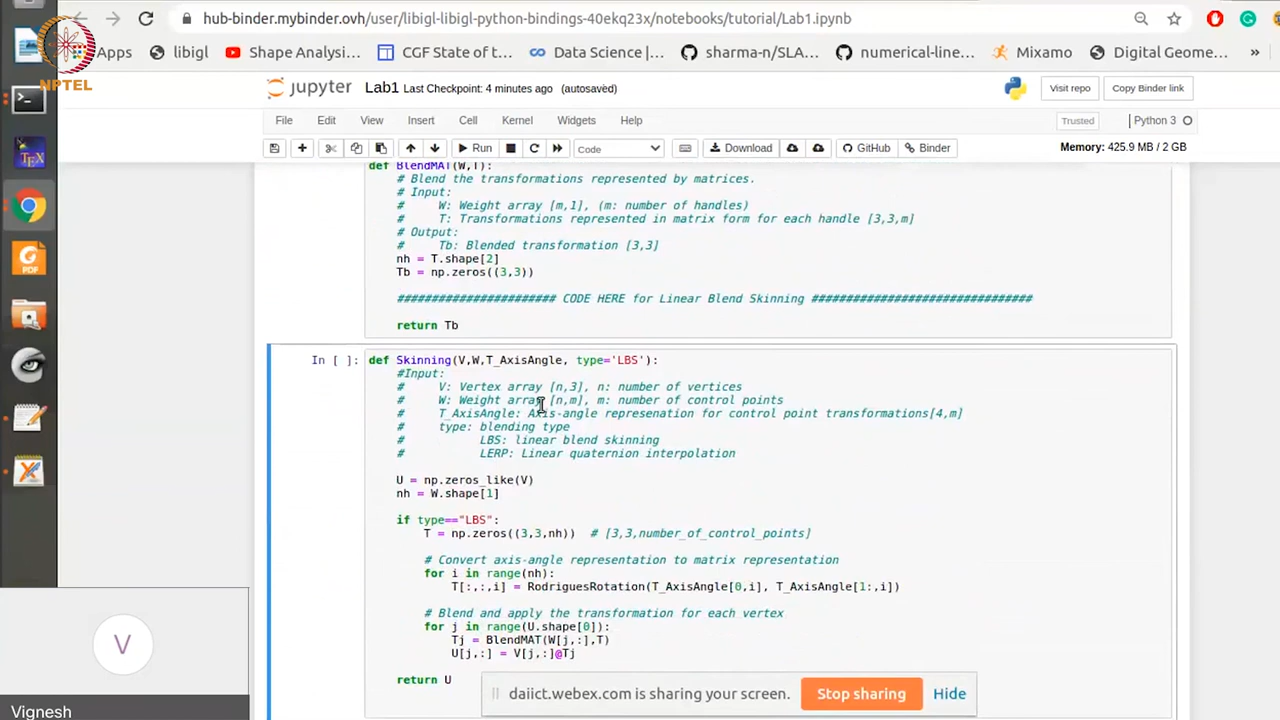 hub-binder.mybinder.ovh/user/libigl-libigl-python-bindings-40ekq23x/notebooks/tutorial/Lab1.ipynb
Apps libigl Shape Analysi... CGF State of t... Data Science |... sharman/SLA... numerical-line... Mixamo Digital Geome... »
NPTEL
jupyter Lab1 Last Checkpoint: 4 minutes ago (autosaved) Visit repo Copy Binder link
File Edit View Insert Cell Kernel Widgets Help Trusted Python 3
Run Code Download GitHub Binder Memory: 425.9 MB / 2 GB
def BlendMAT(W,T):
# Blend the transformations represented by matrices.
# Input:
# W: Weight array [m,1], (m: number of handles)
# T: Transformations represented in matrix form for each handle [3,3,m]
# Output:
# Tb: Blended transformation [3,3]
nh = T.shape[2]
Tb = np.zeros((3,3))
####################### CODE HERE for Linear Blend Skinning ################################
return Tb
In [ ]: def Skinning(V,W,T_AxisAngle, type='LBS'):
#Input:
# V: Vertex array [n,3], n: number of vertices
# W: Weight array [n,m], m: number of control points
# T_AxisAngle: Axis-angle represenation for control point transformations[4,m]
# type: blending type
# LBS: linear blend skinning
# LERP: Linear quaternion interpolation
U = np.zeros_like(V)
nh = W.shape[1]
if type=="LBS":
T = np.zeros((3,3,nh)) # [3,3,number_of_control_points]
# Convert axis-angle representation to matrix representation
for i in range(nh):
T[:,:,i] = RodriguesRotation(T_AxisAngle[0,i], T_AxisAngle[1:,i])
# Blend and apply the transformation for each vertex
for j in range(U.shape[0]):
Tj = BlendMAT(W[j,:],T)
U[j,:] = V[j,:]@Tj
return U
V
Vignesh
daiict.webex.com is sharing your screen. Stop sharing Hide